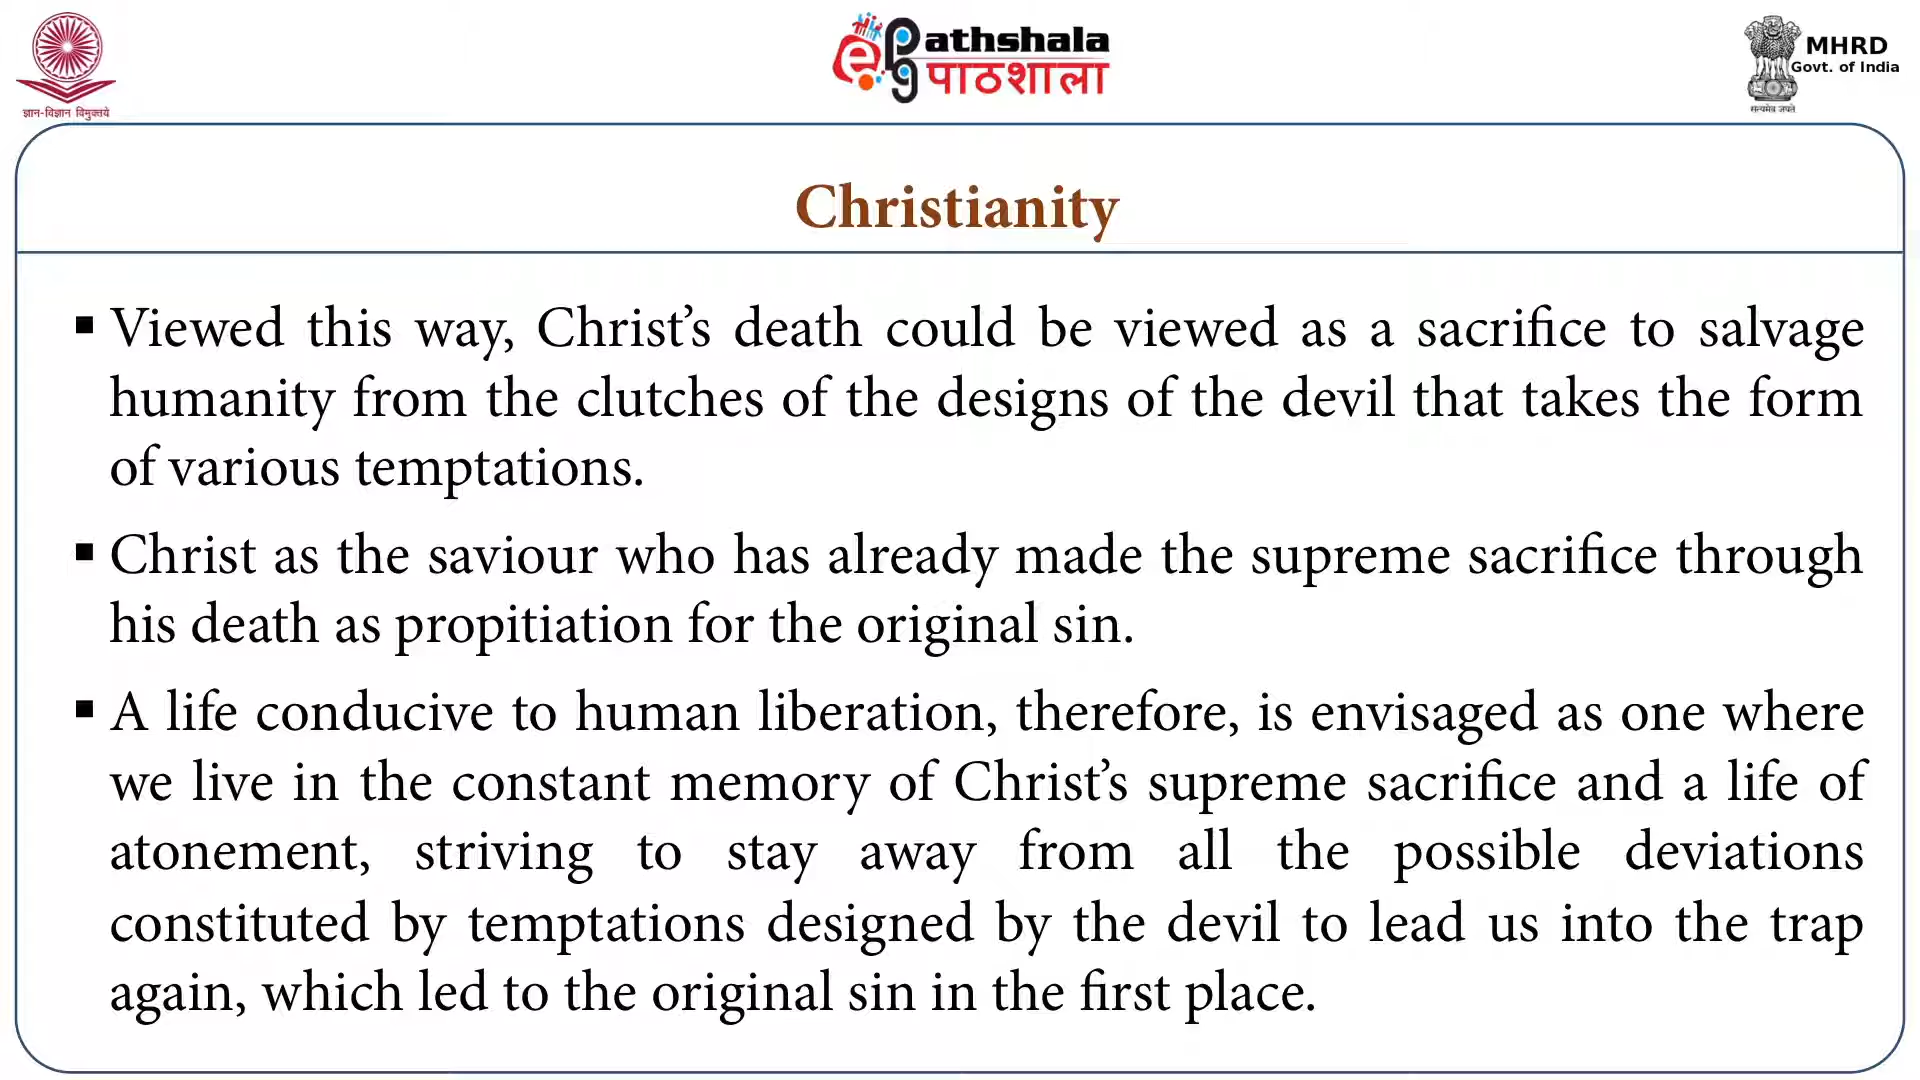 ज्ञान-विज्ञान विमुक्तये
ePg
athshala
पाठशाला
MHRD
Govt. of India
सत्यमेव जयते
Christianity
▪ Viewed this way, Christ’s death could be viewed as a sacrifice to salvage
humanity from the clutches of the designs of the devil that takes the form
of various temptations.
▪ Christ as the saviour who has already made the supreme sacrifice through
his death as propitiation for the original sin.
▪ A life conducive to human liberation, therefore, is envisaged as one where
we live in the constant memory of Christ’s supreme sacrifice and a life of
atonement, striving to stay away from all the possible deviations
constituted by temptations designed by the devil to lead us into the trap
again, which led to the original sin in the first place.